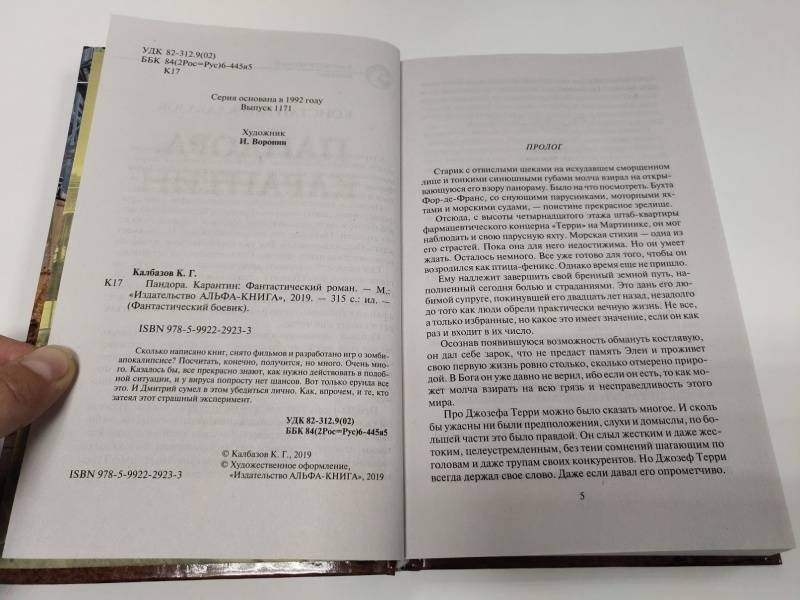 УДК 82-312.9(02)
ББК 84(2Рос=Рус)6-445я5
К17
Серия основана в 1992 году
Выпуск 1171
Художник
И. Воронин
Калбазов К. Г.
К17 Пандора. Карантин: Фантастический роман. — М.:
«Издательство АЛЬФА-КНИГА», 2019. — 315 с.: ил. —
(Фантастический боевик).
ISBN 978-5-9922-2923-3
Сколько написано книг, снято фильмов и разработано игр о зомби-
апокалипсисе? Посчитать, конечно, получится, но много. Очень мно-
го. Казалось бы, все прекрасно знают, как нужно действовать в подоб-
ной ситуации, и у вируса попросту нет шансов. Вот только ерунда все
это. И Дмитрий сумел в этом убедиться лично. Как, впрочем, и те, кто
затеял этот страшный эксперимент.
УДК 82-312.9(02)
ББК 84(2Рос=Рус)6-445я5
© Калбазов К. Г., 2019
© Художественное оформление,
ISBN 978-5-9922-2923-3 «Издательство АЛЬФА-КНИГА», 2019
ПРОЛОГ
Старик с отвислыми щеками на исхудавшем сморщенном
лице и тонкими синюшными губами молча взирал на откры-
вающуюся его взору панораму. Было на что посмотреть. Бухта
Фор-де-Франс, со снующими парусниками, моторными ях-
тами и морскими судами, — поистине прекрасное зрелище.
Отсюда, с высоты четырнадцатого этажа штаб-квартиры
фармацевтического концерна «Терри» на Мартинике, он мог
наблюдать и свою парусную яхту. Морская стихия — одна из
его страстей. Пока она для него недостижима. Но он умеет
ждать. Осталось немного. Все уже готово для того, чтобы он
возродился как птица-феникс. Однако время еще не пришло.
Ему надлежит завершить свой бренный земной путь, на-
полненный сегодня болью и страданиями. Это дань его лю-
бимой супруге, покинувшей его двадцать лет назад, незадолго
до того как люди обрели практически вечную жизнь. Не все,
а только избранные, но какое это имеет значение, если он как
раз и входит в их число.
Осознав появившуюся возможность обмануть костлявую,
он дал себе зарок, что не предаст память Элен и проживет
свою первую жизнь ровно столько, сколько отмерено приро-
дой. В Бога он уже давно не верил, ибо если он есть, то как мо-
жет молча взирать на всю грязь и несправедливость этого
мира.
Про Джозефа Терри можно было сказать многое. И сколь
бы ужасны ни были предположения, слухи и домыслы, по бо-
льшей части это было правдой. Он слыл жестким и даже жес-
токим, целеустремленным, без тени сомнений шагающим по
головам и даже трупам своих конкурентов. Но Джозеф Терри
всегда держал свое слово. Даже если давал его опрометчиво.
5